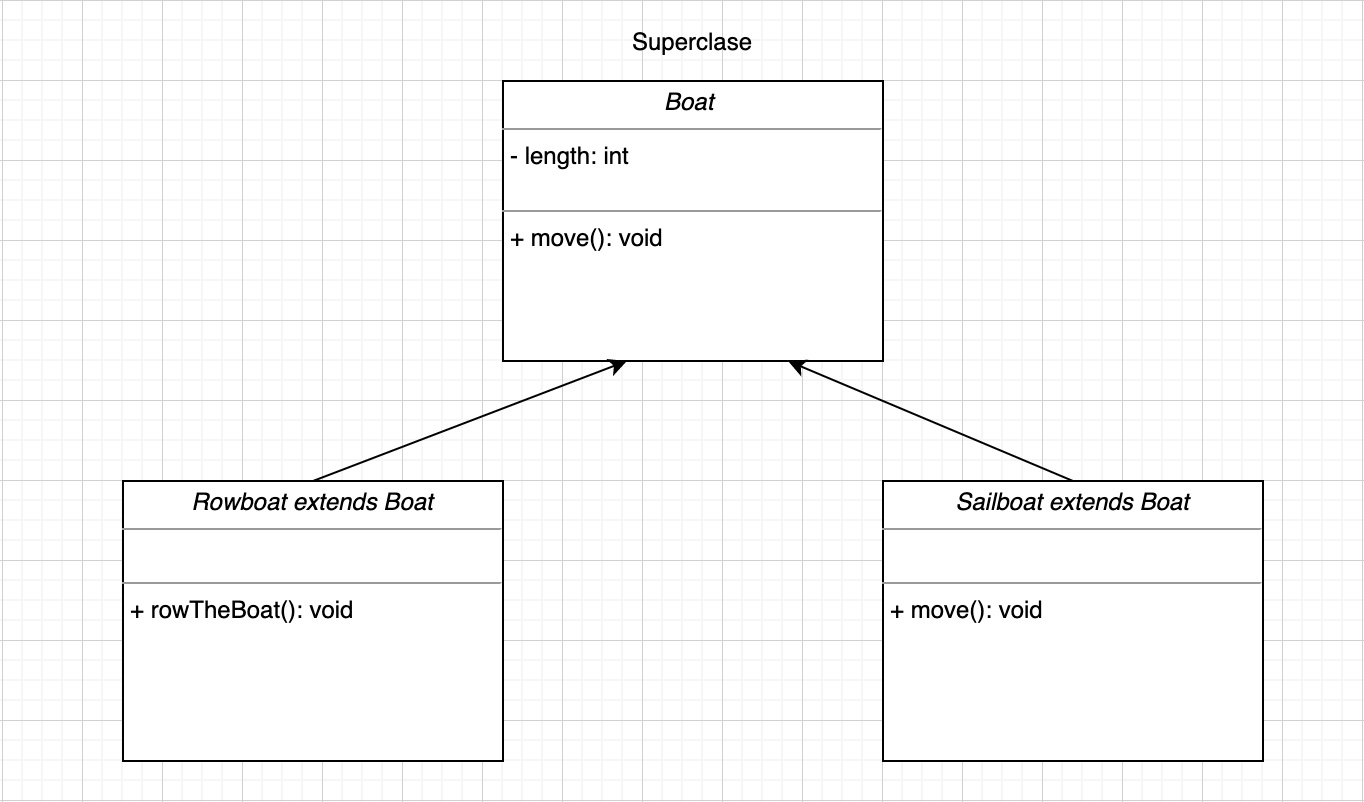 Superclase
Boat
- length: int
+ move(): void
Rowboat extends Boat
+ rowTheBoat(): void
Sailboat extends Boat
+ move(): void